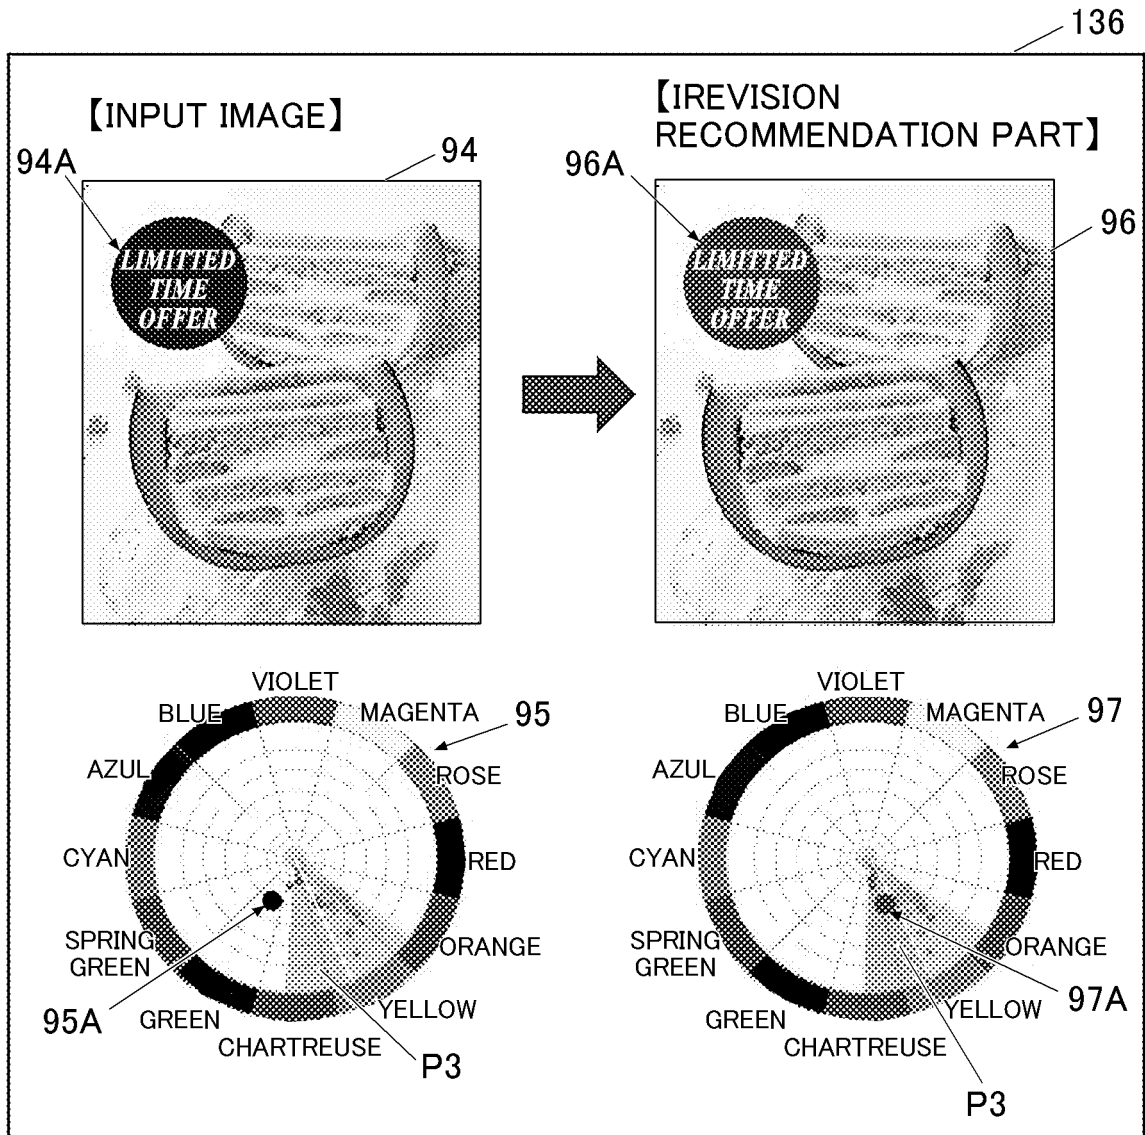 136
【INPUT IMAGE】
【IREVISION
RECOMMENDATION PART】
94A
94
96A
96
LIMITTED
TIME
OFFER
LIMITTED
TIME
OFFER
VIOLET
BLUE
MAGENTA
95
AZUL
ROSE
CYAN
RED
SPRING
GREEN
ORANGE
95A
GREEN
YELLOW
CHARTREUSE
P3
VIOLET
BLUE
MAGENTA
97
AZUL
ROSE
CYAN
RED
SPRING
GREEN
ORANGE
97A
GREEN
YELLOW
CHARTREUSE
P3